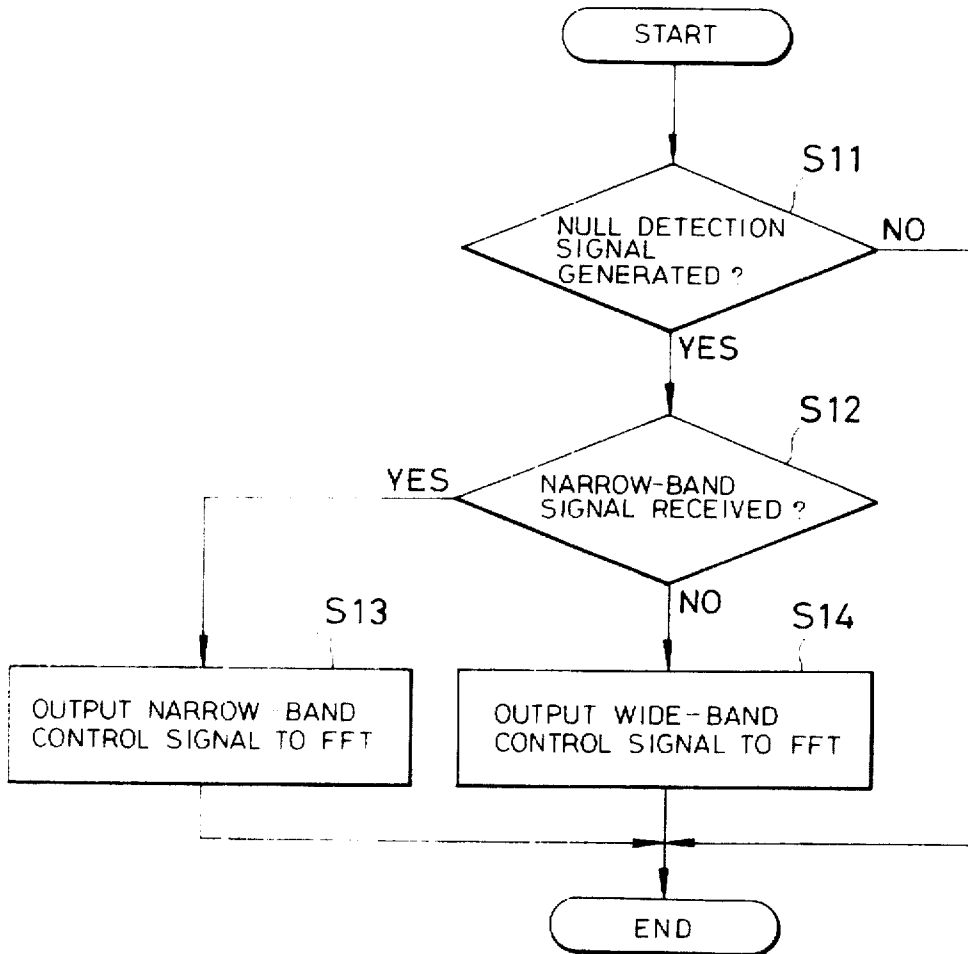 START
S11
NULL DETECTION
SIGNAL
GENERATED ?
NO
YES
S12
YES
NARROW-BAND
SIGNAL RECEIVED ?
NO
S13
S14
OUTPUT NARROW-BAND
CONTROL SIGNAL TO FFT
OUTPUT WIDE-BAND
CONTROL SIGNAL TO FFT
END